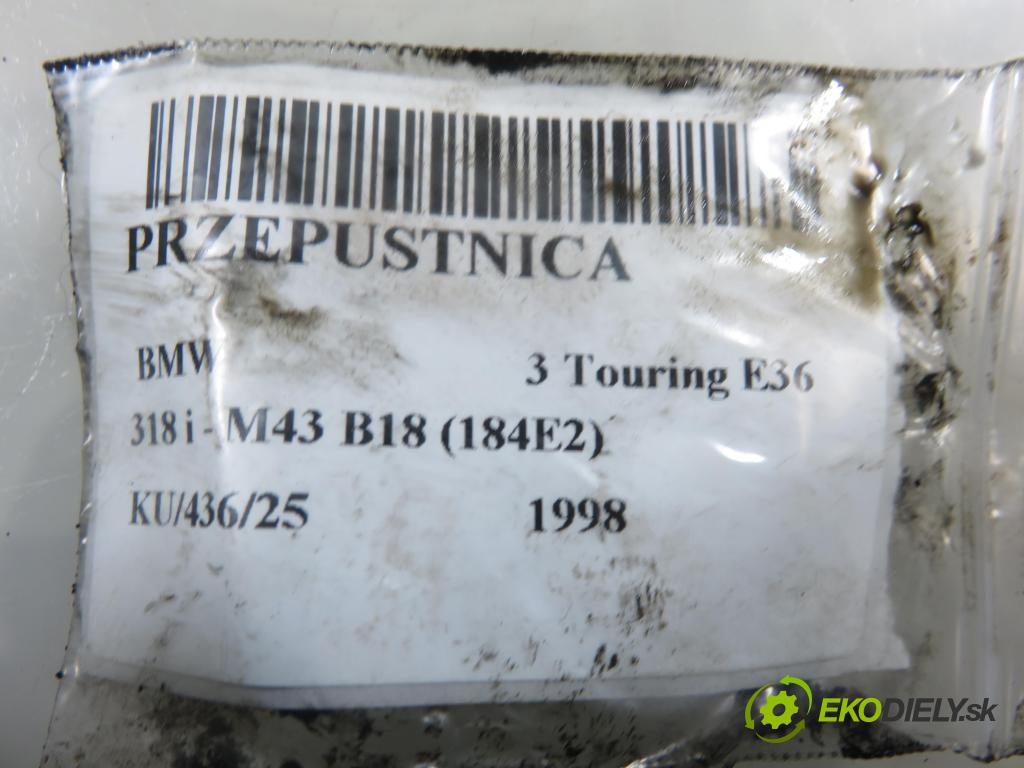 PRZEPUSTNICA
BMW 3 Touring E36
318 i - M43 B18 (184E2)
KU/436/25 1998
EKODIELY.sk